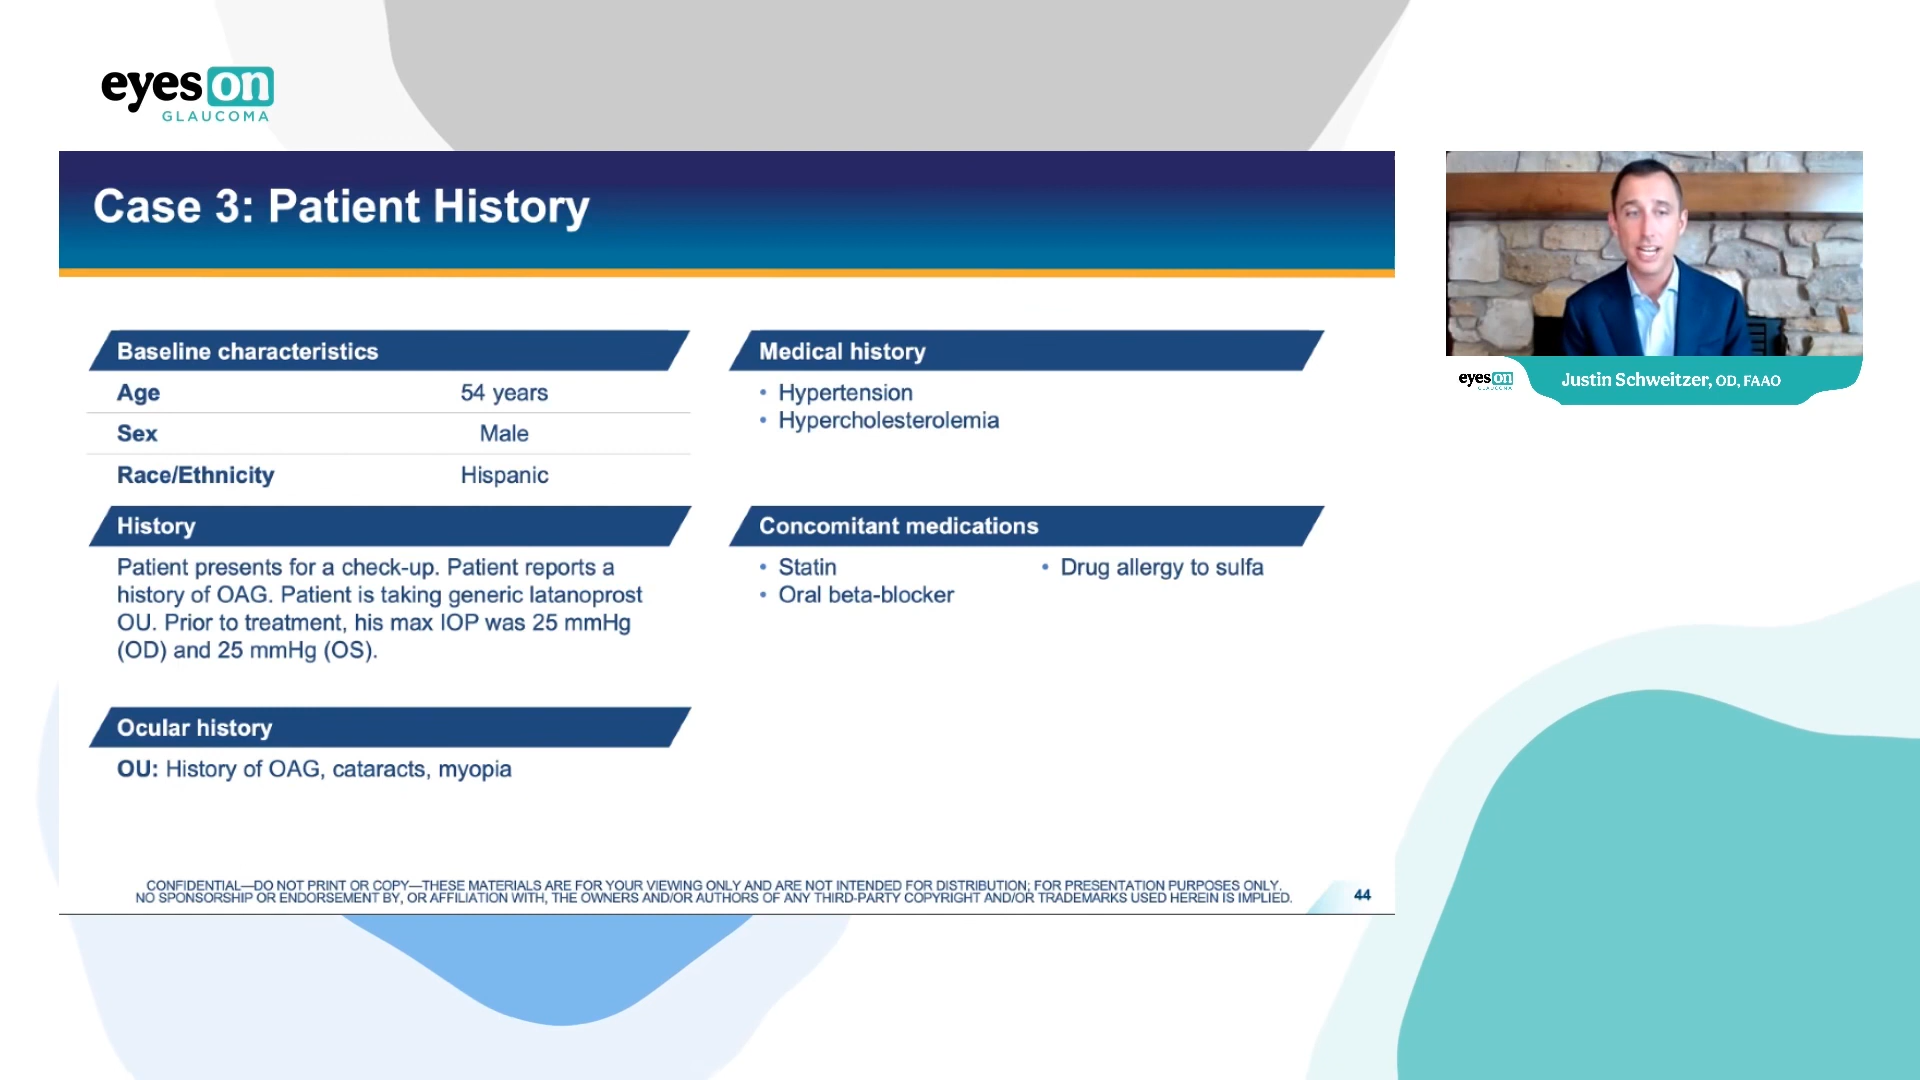 eyes on
GLAUCOMA
Case 3: Patient History
Baseline characteristics
Age 54 years
Sex Male
Race/Ethnicity Hispanic
History
Patient presents for a check-up. Patient reports a
history of OAG. Patient is taking generic latanoprost
OU. Prior to treatment, his max IOP was 25 mmHg
(OD) and 25 mmHg (OS).
Ocular history
OU: History of OAG, cataracts, myopia
Medical history
• Hypertension
• Hypercholesterolemia
Concomitant medications
• Statin
• Oral beta-blocker
• Drug allergy to sulfa
CONFIDENTIAL—DO NOT PRINT OR COPY—THESE MATERIALS ARE FOR YOUR VIEWING ONLY AND ARE NOT INTENDED FOR DISTRIBUTION; FOR PRESENTATION PURPOSES ONLY.
NO SPONSORSHIP OR ENDORSEMENT BY, OR AFFILIATION WITH, THE OWNERS AND/OR AUTHORS OF ANY THIRD-PARTY COPYRIGHT AND/OR TRADEMARKS USED HEREIN IS IMPLIED.
44
eyes on
GLAUCOMA
Justin Schweitzer, OD, FAAO